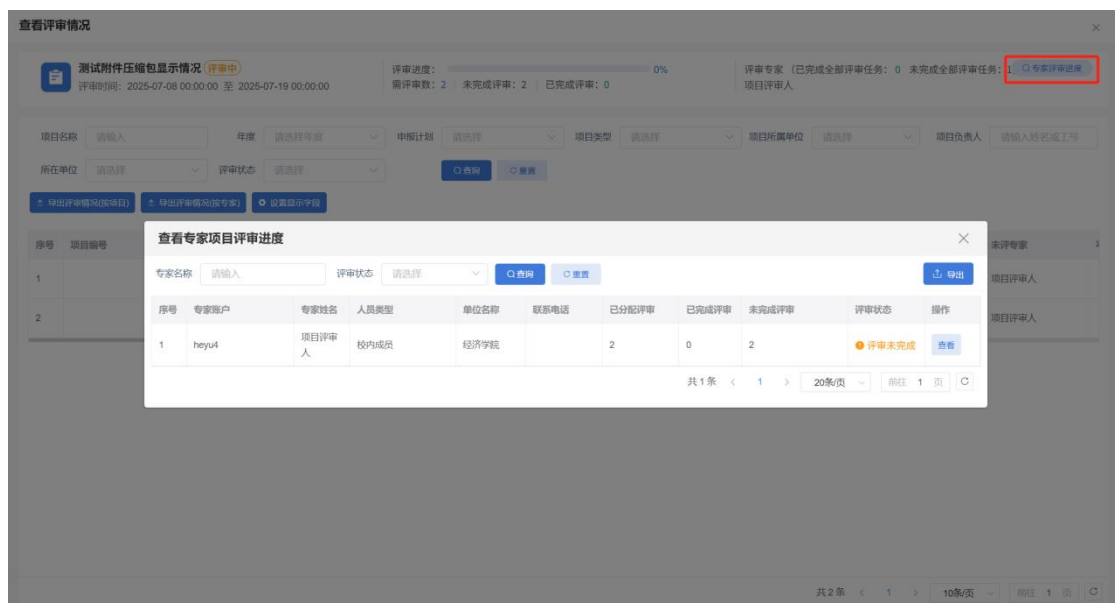 查看评审情况
测试附件压缩包显示情况 评审中
评审时间: 2025-07-08 00:00:00 至 2025-07-19 00:00:00
评审进度: 0%
需评审数: 2 未完成评审: 2 已完成评审: 0
评审专家 (已完成全部评审任务: 0 未完成全部评审任务: 1
专家评审进度
项目评审人
项目名称 请输入 年度 请选择年度 申报计划 请选择 项目类型 请选择 项目所属单位 请选择 项目负责人 请输入姓名或工号
所在单位 请选择 评审状态 请选择 查询 重置
导出评审情况(按项目) 导出评审情况(按专家) 设置显示字段
序号 项目编号 未评专家
1 项目评审人
2 项目评审人
查看专家项目评审进度
专家名称 请输入 评审状态 请选择 查询 重置 导出
序号 专家账户 专家姓名 人员类型 单位名称 联系电话 已分配评审 已完成评审 未完成评审 评审状态 操作
1 heyu4 项目评审人 校内成员 经济学院 2 0 2 评审未完成 查看
共 1 条 < 1 > 20条/页 前往 1 页
共 2 条 < 1 > 10条/页 前往 1 页